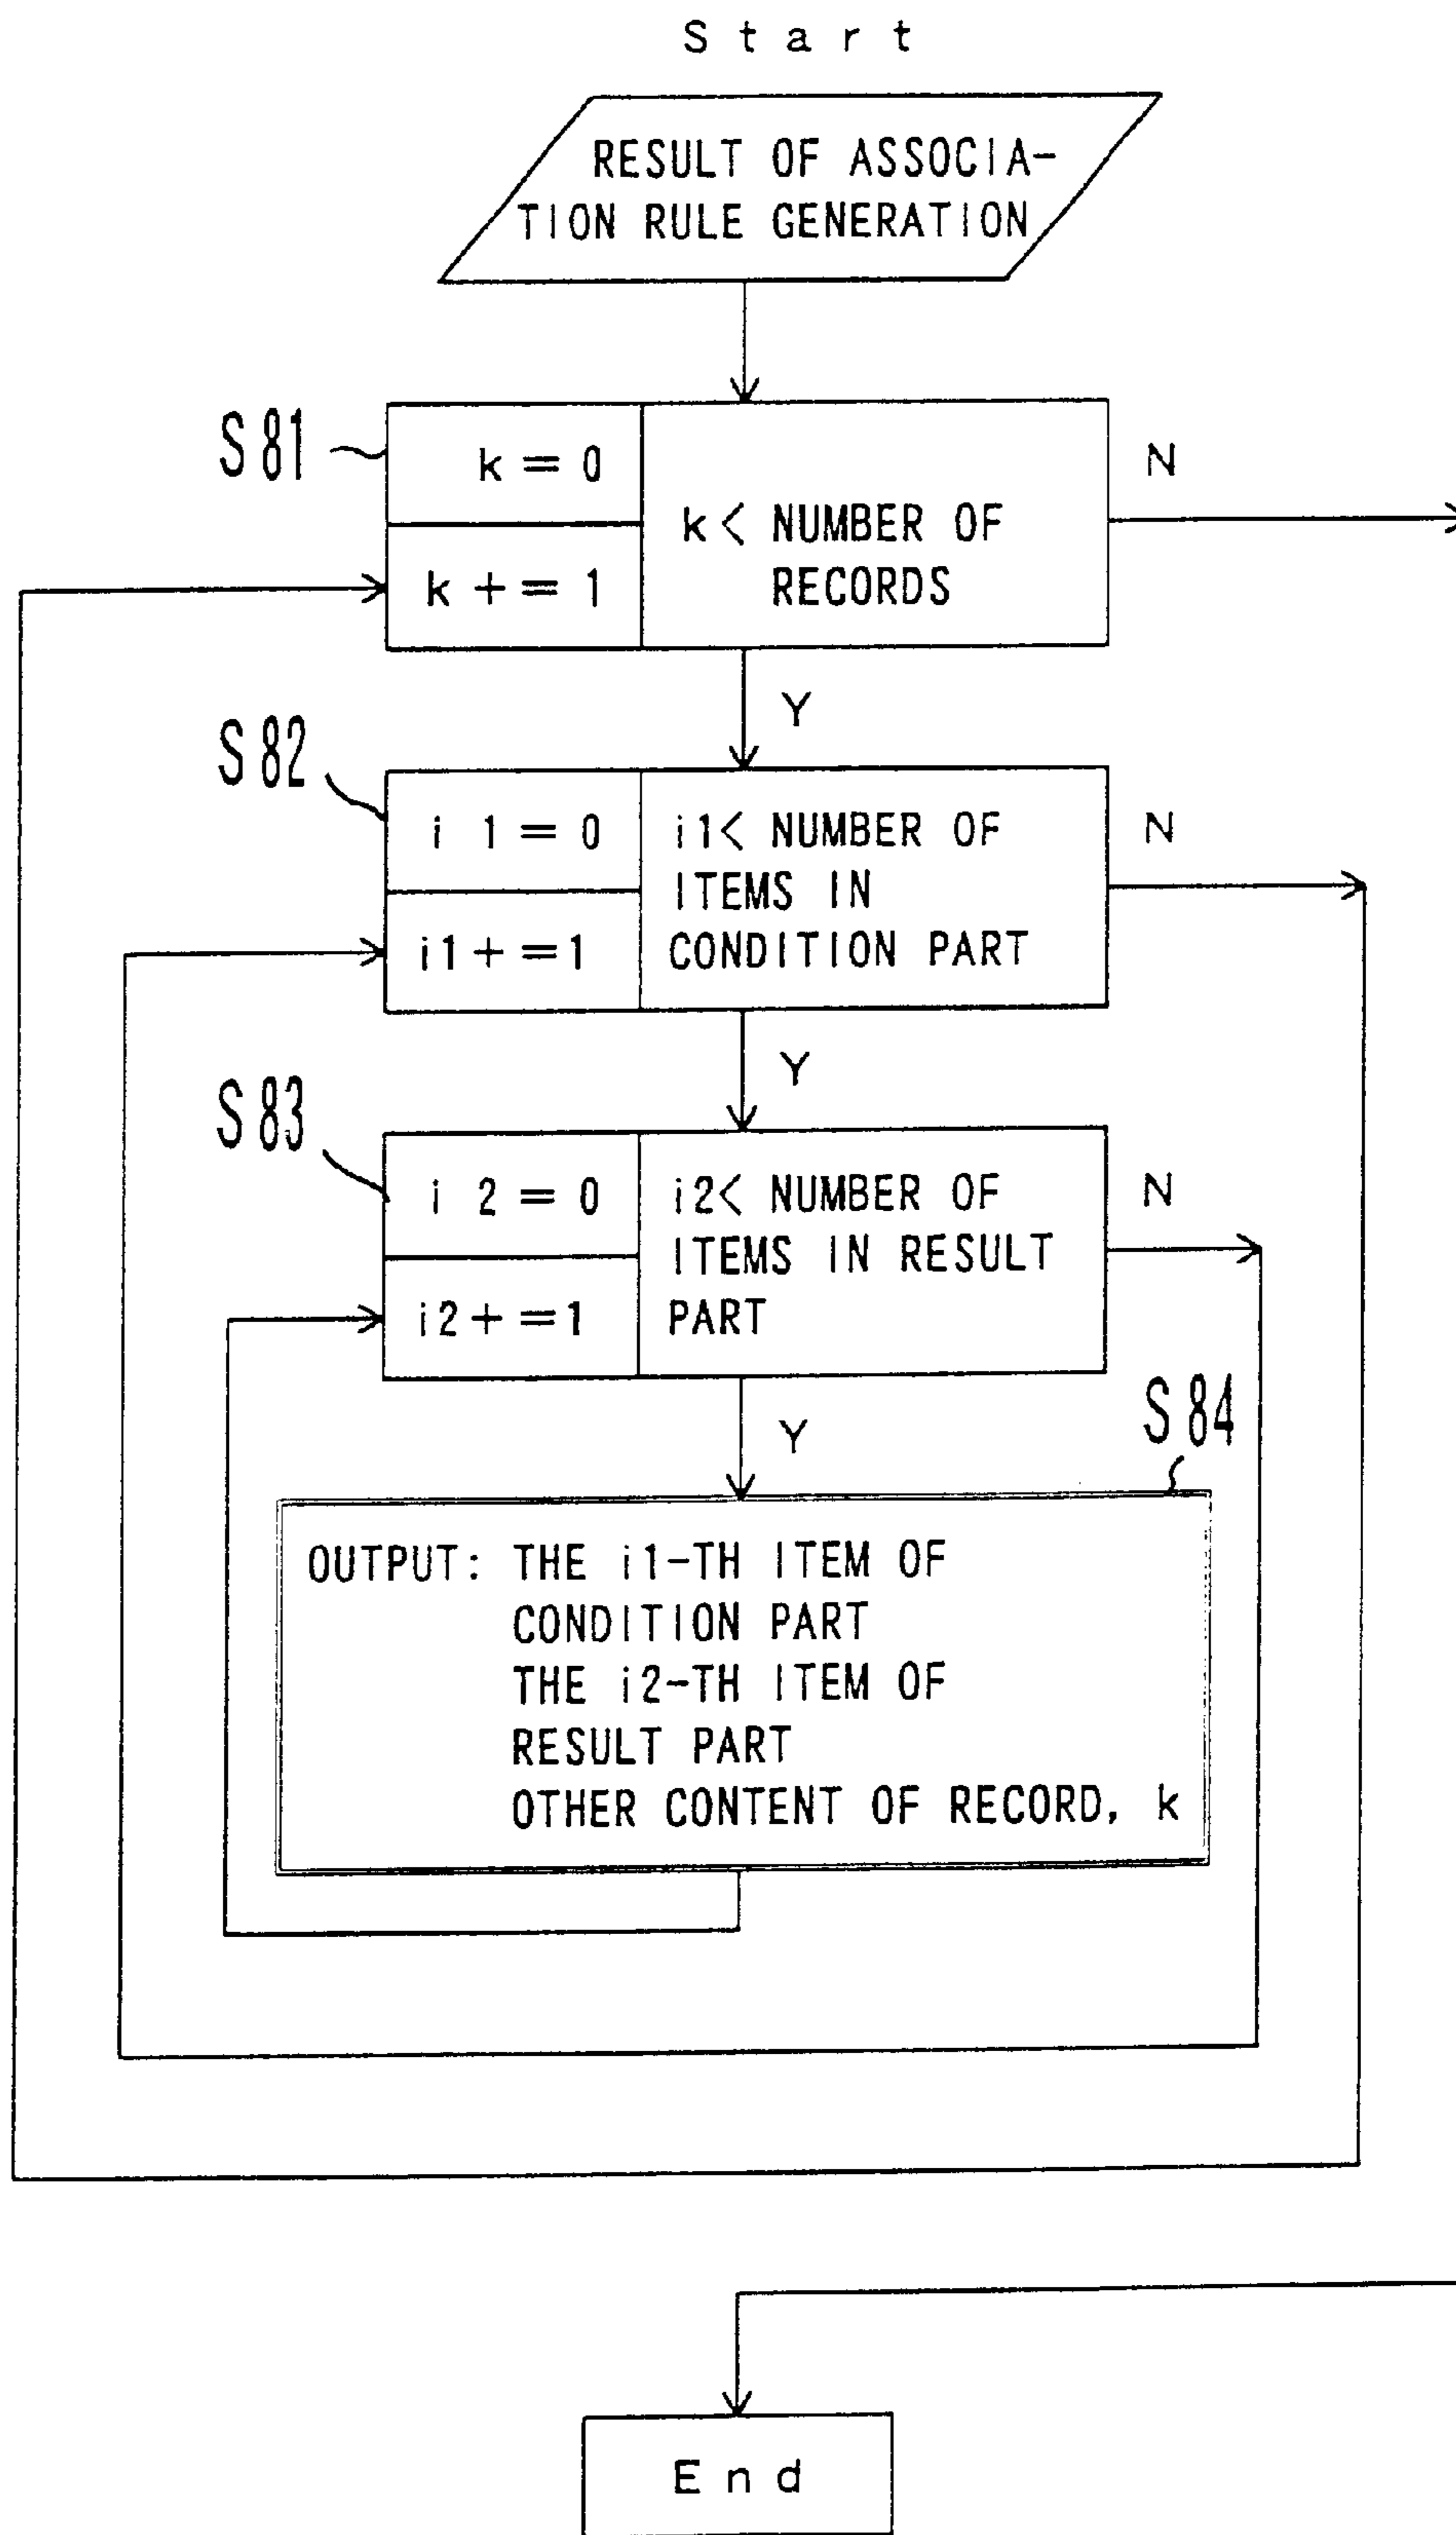 Start
RESULT OF ASSOCIA-
TION RULE GENERATION
S81
k = 0
k += 1
k < NUMBER OF
RECORDS
N
Y
S82
i 1 = 0
i1+ =1
i1< NUMBER OF
ITEMS IN
CONDITION PART
N
Y
S83
i 2 = 0
i2+ =1
i2< NUMBER OF
ITEMS IN RESULT
PART
N
Y
S84
OUTPUT: THE i1-TH ITEM OF
CONDITION PART
THE i2-TH ITEM OF
RESULT PART
OTHER CONTENT OF RECORD, k
End